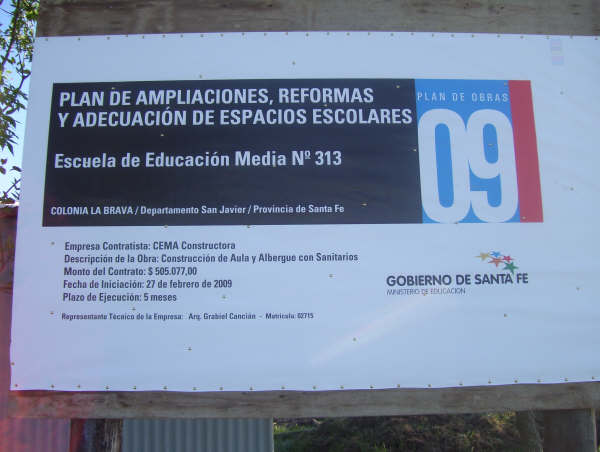 PLAN DE AMPLIACIONES, REFORMAS
Y ADECUACIÓN DE ESPACIOS ESCOLARES
Escuela de Educación Media Nº 313
COLONIA LA BRAVA / Departamento San Javier / Provincia de Santa Fe
PLAN DE OBRAS
09
Empresa Contratista: CEMA Constructora
Descripción de la Obra: Construcción de Aula y Albergue con Sanitarios
Monto del Contrato: $ 505.077,00
Fecha de Iniciación: 27 de febrero de 2009
Plazo de Ejecución: 5 meses
Representante Técnico de la Empresa: Arq. Grabiel Canción - Matricula: 02715
GOBIERNO DE SANTA FE
MINISTERIO DE EDUCACION